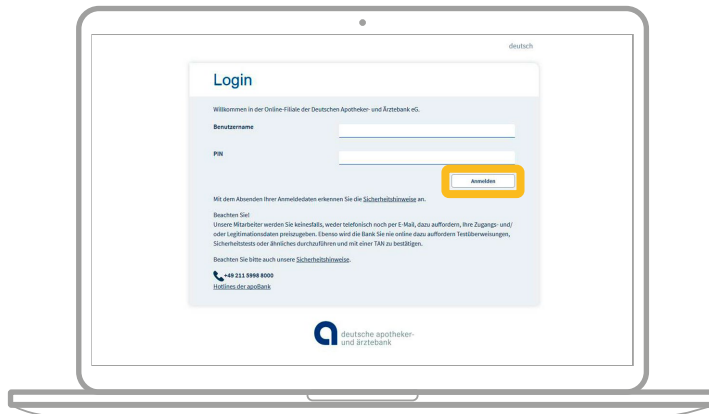 deutsch
Login
Willkommen in der Online-Filiale der Deutschen Apotheker- und Ärztebank eG.
Benutzername
PIN
Anmelden
Mit dem Absenden Ihrer Anmeldedaten erkennen Sie die Sicherheitshinweise an.
Beachten Sie!
Unsere Mitarbeiter werden Sie keinesfalls, weder telefonisch noch per E-Mail, dazu auffordern, Ihre Zugangs- und/
oder Legitimationsdaten preiszugeben. Ebenso wird die Bank Sie nie online dazu auffordern Testüberweisungen,
Sicherheitstests oder ähnliches durchzuführen und mit einer TAN zu bestätigen.
Beachten Sie bitte auch unsere Sicherheitshinweise.
+49 211 5998 8000
Hotlines der apoBank
deutsche apotheker-
und ärztebank